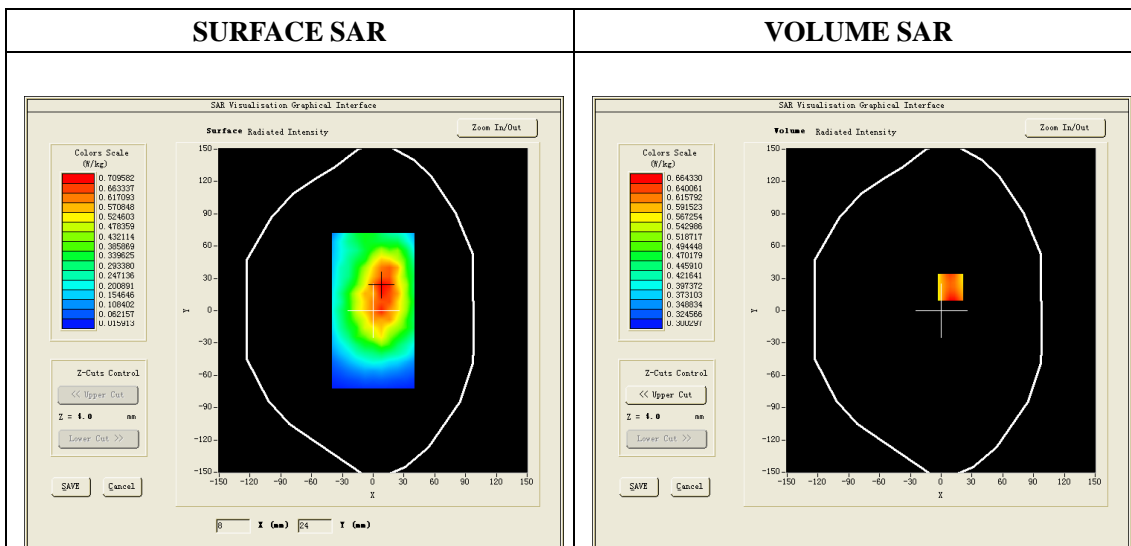 SURFACE SAR
VOLUME SAR
SAR Visualisation Graphical Interface
Surface Radiated Intensity
Zoom In/Out
Colors Scale
(W/kg)
0.709582
0.663337
0.617093
0.570848
0.524603
0.478359
0.432114
0.385869
0.339625
0.293380
0.247136
0.200891
0.154646
0.108402
0.062157
0.015913
150
120
90
60
30
0
-30
-60
-90
-120
-150
Y
-150 -120 -90 -60 -30 0 30 60 90 120 150
X
Z-Cuts Control
<< Upper Cut
Z = 4.0 mm
Lower Cut >>
SAVE Cancel
8 X (mm) 24 Y (mm)
SAR Visualisation Graphical Interface
Volume Radiated Intensity
Zoom In/Out
Colors Scale
(W/kg)
0.664330
0.640061
0.615792
0.591523
0.567254
0.542986
0.518717
0.494448
0.470179
0.445910
0.421641
0.397372
0.373103
0.348834
0.324566
0.300297
150
120
90
60
30
0
-30
-60
-90
-120
-150
Y
-150 -120 -90 -60 -30 0 30 60 90 120 150
X
Z-Cuts Control
<< Upper Cut
Z = 4.0 mm
Lower Cut >>
SAVE Cancel